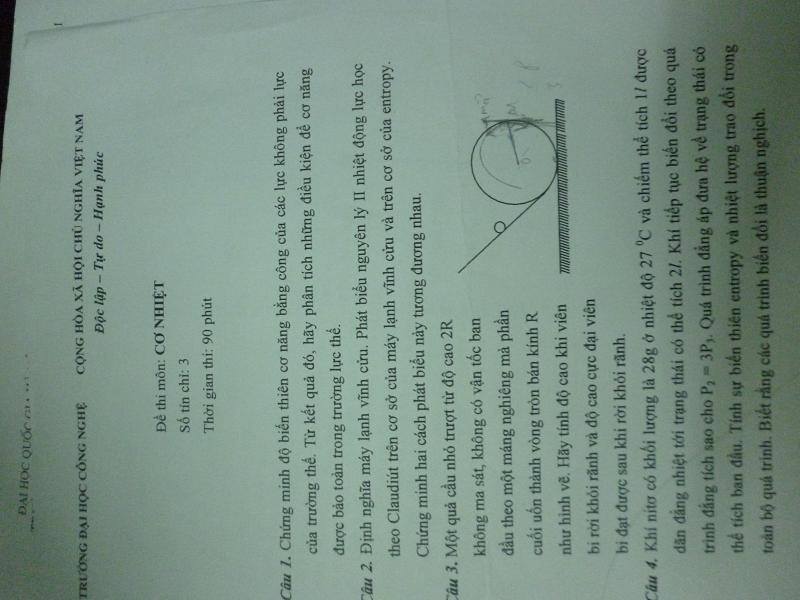 ĐẠI HỌC QUỐC GIA
TRƯỜNG ĐẠI HỌC CÔNG NGHỆ
CỘNG HÒA XÃ HỘI CHỦ NGHĨA VIỆT NAM
Độc lập – Tự do – Hạnh phúc
Đề thi môn: CƠ NHIỆT
Số tín chỉ: 3
Thời gian thi: 90 phút
Câu 1. Chứng minh độ biến thiên cơ năng bằng công của các lực không phải lực
của trường thế. Từ kết quả đó, hãy phân tích những điều kiện để cơ năng
được bảo toàn trong trường lực thế.
Câu 2. Định nghĩa máy lạnh vĩnh cửu. Phát biểu nguyên lý II nhiệt động lực học
theo Claudiút trên cơ sở của máy lạnh vĩnh cửu và trên cơ sở của entropy.
Chứng minh hai cách phát biểu này tương đương nhau.
Câu 3. Một quả cầu nhỏ trượt từ độ cao 2R
không ma sát, không có vận tốc ban
đầu theo một máng nghiêng mà phần
cuối uốn thành vòng tròn bán kính R
như hình vẽ. Hãy tính độ cao khi viên
bi rời khỏi rãnh và độ cao cực đại viên
bi đạt được sau khi rời khỏi rãnh.
Câu 4. Khí nitơ có khối lượng là 28g ở nhiệt độ 27 ⁰C và chiếm thể tích 1l được
dãn đẳng nhiệt tới trạng thái có thể tích 2l. Khí tiếp tục biến đổi theo quá
trình đẳng tích sao cho P₂ = 3P₃. Quá trình đẳng áp đưa hệ về trạng thái có
thể tích ban đầu. Tính sự biến thiên entropy và nhiệt lượng trao đổi trong
toàn bộ quá trình. Biết rằng các quá trình biến đổi là thuận nghịch.
1